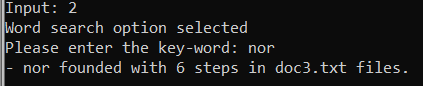 Input: 2
Word search option selected
Please enter the key-word: nor
- nor founded with 6 steps in doc3.txt files.